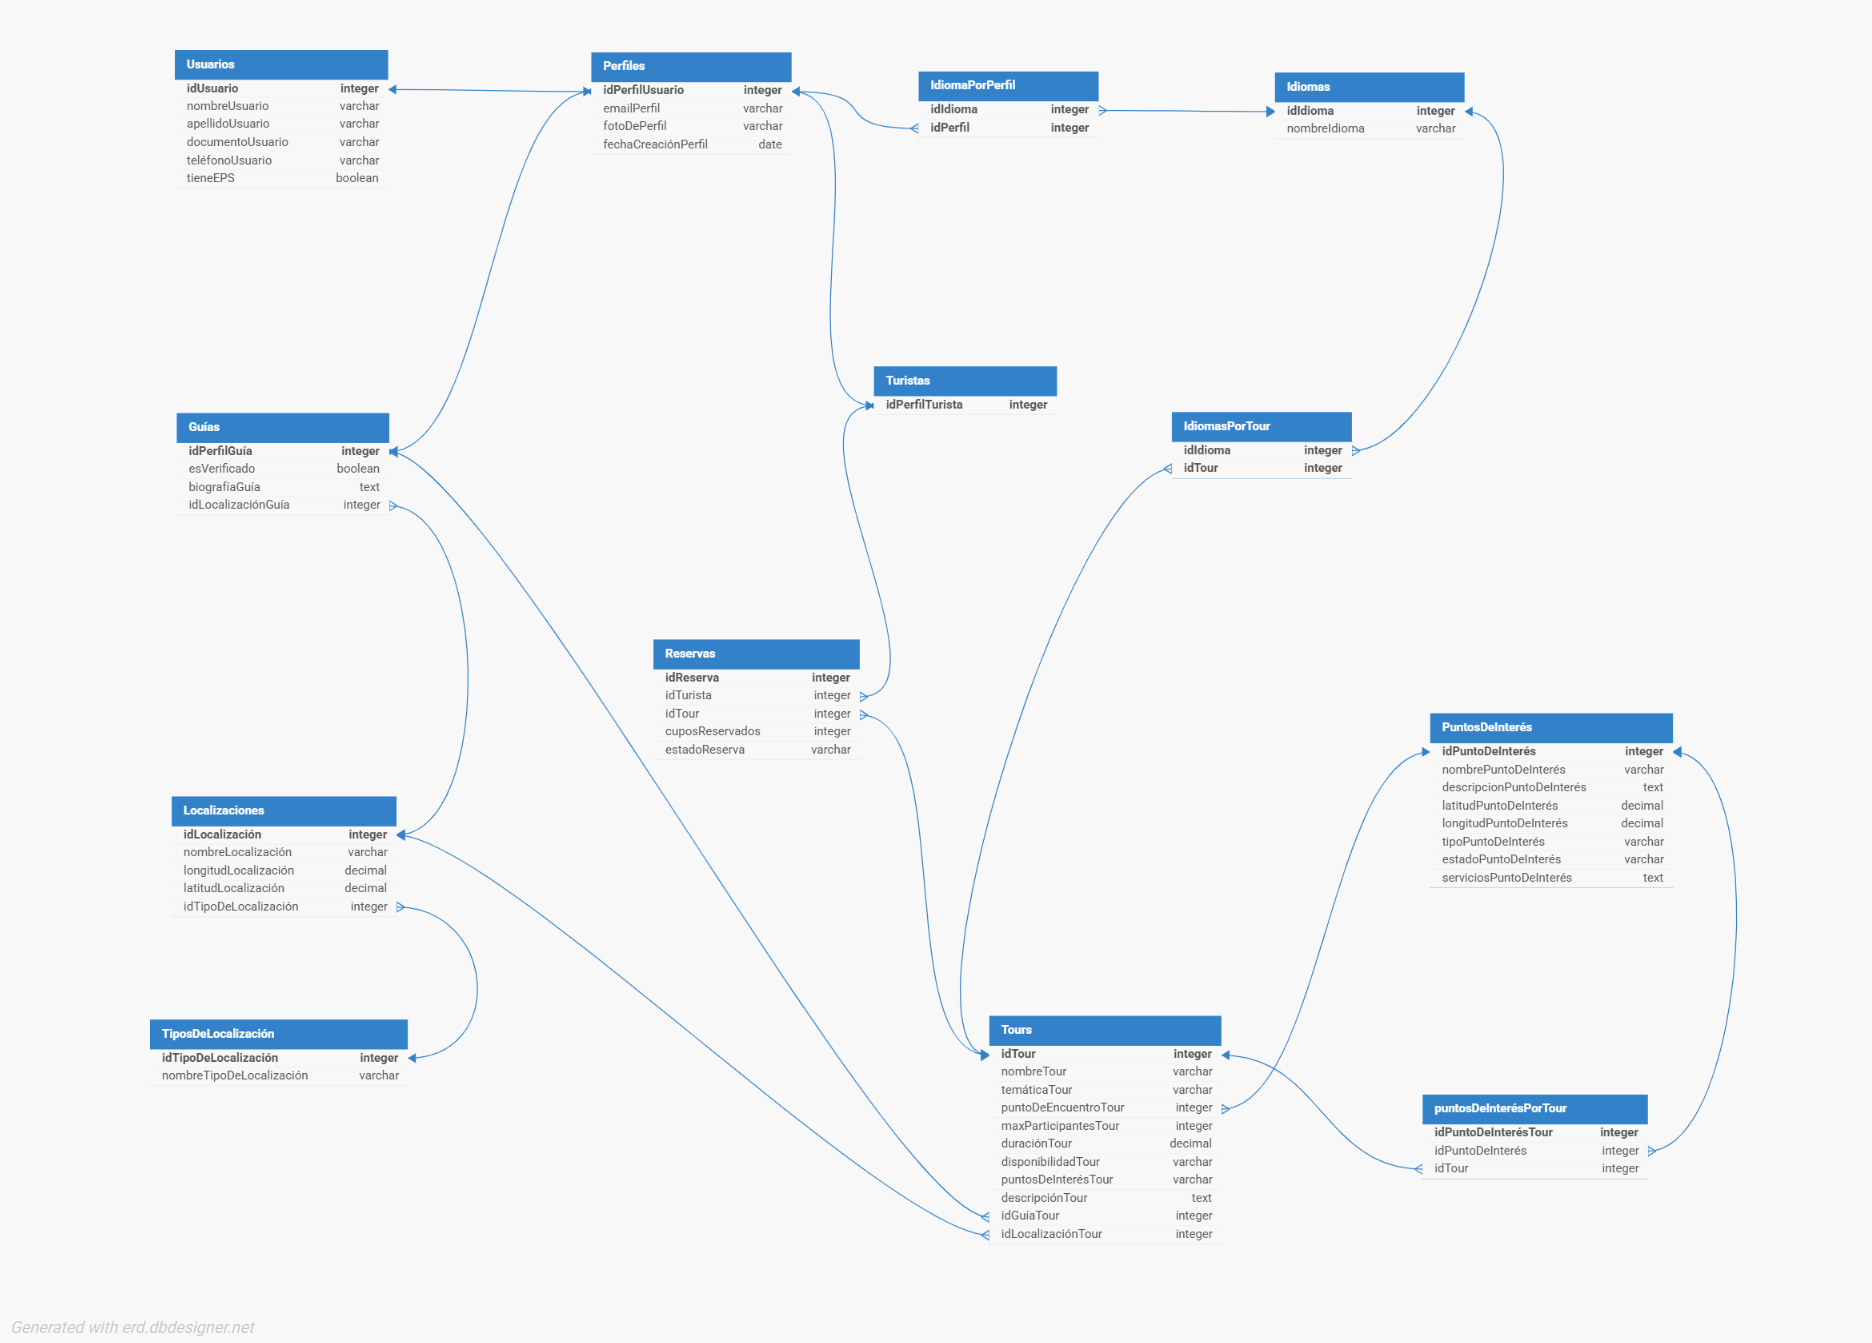 Usuarios
idUsuario integer
nombreUsuario varchar
apellidoUsuario varchar
documentoUsuario varchar
teléfonoUsuario varchar
tieneEPS boolean
Perfiles
idPerfilUsuario integer
emailPerfil varchar
fotoDePerfil varchar
fechaCreaciónPerfil date
IdiomaPorPerfil
idIdioma integer
idPerfil integer
Idiomas
idIdioma integer
nombreIdioma varchar
Turistas
idPerfilTurista integer
Guías
idPerfilGuía integer
esVerificado boolean
biografíaGuía text
idLocalizaciónGuía integer
IdiomasPorTour
idIdioma integer
idTour integer
Reservas
idReserva integer
idTurista integer
idTour integer
cuposReservados integer
estadoReserva varchar
PuntosDeInterés
idPuntoDeInterés integer
nombrePuntoDeInterés varchar
descripcionPuntoDeInterés text
latitudPuntoDeInterés decimal
longitudPuntoDeInterés decimal
tipoPuntoDeInterés varchar
estadoPuntoDeInterés varchar
serviciosPuntoDeInterés text
Localizaciones
idLocalización integer
nombreLocalización varchar
longitudLocalización decimal
latitudLocalización decimal
idTipoDeLocalización integer
TiposDeLocalización
idTipoDeLocalización integer
nombreTipoDeLocalización varchar
Tours
idTour integer
nombreTour varchar
temáticaTour varchar
puntoDeEncuentroTour integer
maxParticipantesTour integer
duraciónTour decimal
disponibilidadTour varchar
puntosDeInterésTour varchar
descripciónTour text
idGuíaTour integer
idLocalizaciónTour integer
puntosDeInterésPorTour
idPuntoDeInterésTour integer
idPuntoDeInterés integer
idTour integer
Generated with erd.dbdesigner.net